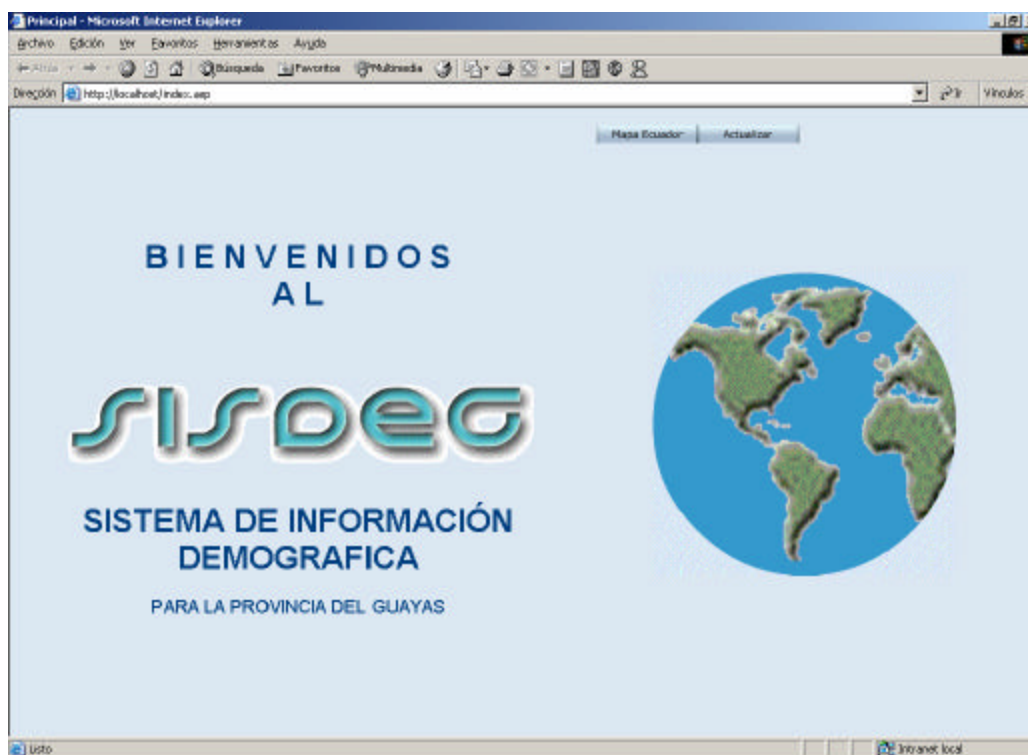 Principal - Microsoft Internet Explorer
Archivo Edición Ver Favoritos Herramientas Ayuda
Atrás Búsqueda Favoritos Multimedia
Dirección http://localhost/index.asp Ir Vínculos
Mapa Ecuador Actualizar
BIENVENIDOS
AL
SISDEG
SISTEMA DE INFORMACIÓN
DEMOGRAFICA
PARA LA PROVINCIA DEL GUAYAS
Listo Intranet local